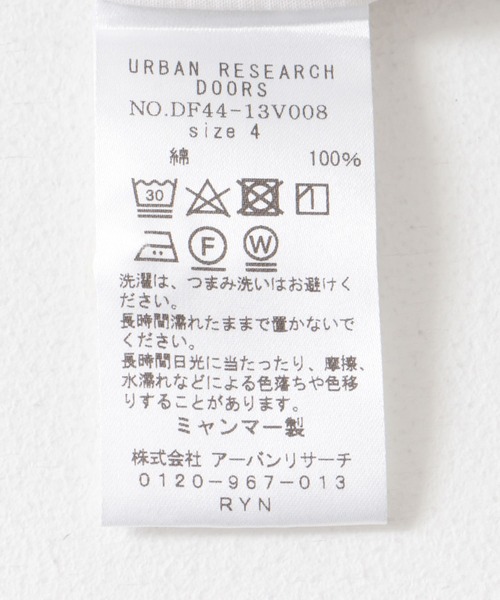 URBAN RESEARCH
DOORS
NO.DF44-13V008
size 4
綿 100%
30
F W
洗濯は、つまみ洗いはお避けく
ださい。
長時間濡れたままで置かないで
ください。
長時間日光に当たったり、摩擦、
水濡れなどによる色落ちや色移
りすることがあります。
ミャンマー製
株式会社 アーバンリサーチ
0120-967-013
RYN